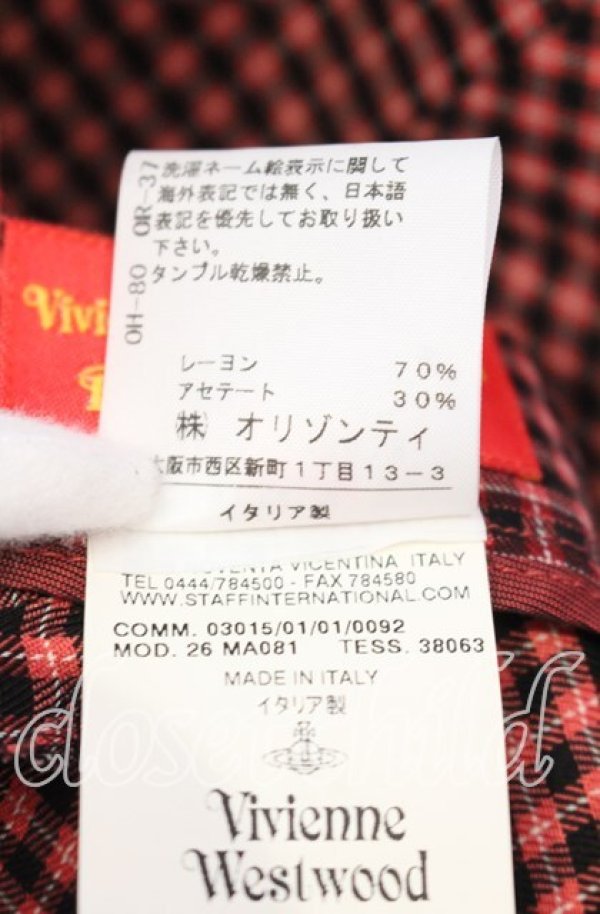 洗濯ネーム絵表示に関して
海外表記では無く、日本語
表記を優先してお取り扱い
下さい。
タンブル乾燥禁止。
OH-80 OR-37
レーヨン 70%
アセテート 30%
㈱ オリゾンティ
大阪市西区新町1丁目13-3
イタリア製
Vivi
VICENTINA ITALY
TEL 0444/784500 - FAX 784580
WWW.STAFFINTERNATIONAL.COM
COMM. 03015/01/01/0092
MOD. 26 MA081 TESS. 38063
MADE IN ITALY
イタリア製
closet child
Vivienne
Westwood